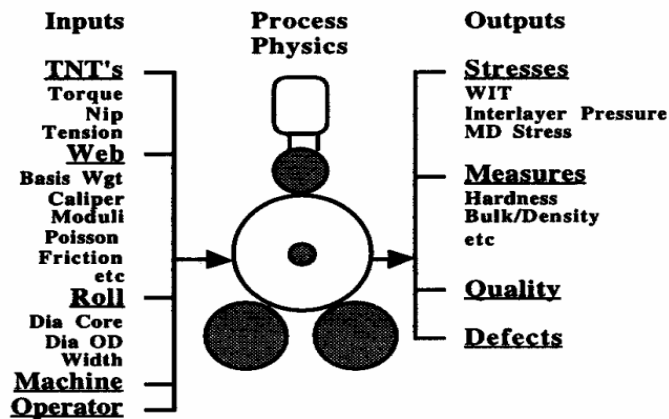 Inputs
TNT's
Torque
Nip
Tension
Web
Basis Wgt
Caliper
Moduli
Poisson
Friction
etc
Roll
Dia Core
Dia OD
Width
Machine
Operator
Process
Physics
Outputs
Stresses
WIT
Interlayer Pressure
MD Stress
Measures
Hardness
Bulk/Density
etc
Quality
Defects